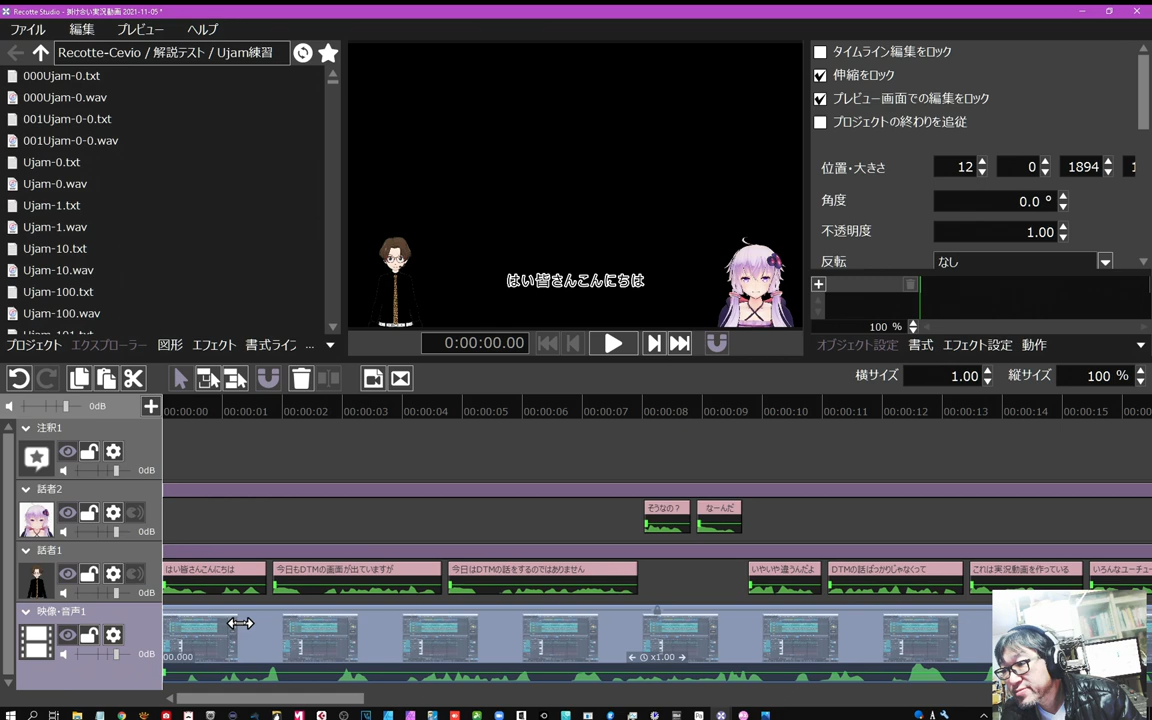 Recotte Studio - 掛け合い実況動画 2021-11-05 *
ファイル 編集 プレビュー ヘルプ
Recotte-Cevio / 解説テスト / Ujam練習
000Ujam-0.txt
000Ujam-0.wav
001Ujam-0-0.txt
001Ujam-0-0.wav
Ujam-0.txt
Ujam-0.wav
Ujam-1.txt
Ujam-1.wav
Ujam-10.txt
Ujam-10.wav
Ujam-100.txt
Ujam-100.wav
Ujam-101.txt
プロジェクト エクスプローラー 図形 エフェクト 書式ライブ ...
はい皆さんこんにちは
0:00:00.00
タイムライン編集をロック
伸縮をロック
プレビュー画面での編集をロック
プロジェクトの終わりを追従
位置・大きさ 12 0 1894 1
角度 0.0 °
不透明度 1.00
反転 なし
100 %
オブジェクト設定 書式 エフェクト設定 動作
横サイズ 1.00 縦サイズ 100 %
0dB
00:00:00 00:00:01 00:00:02 00:00:03 00:00:04 00:00:05 00:00:06 00:00:07 00:00:08 00:00:09 00:00:10 00:00:11 00:00:12 00:00:13 00:00:14 00:00:15 00:00
注釈1
0dB
話者2
そうなの？ なーんだ
0dB
話者1
はい皆さんこんにちは 今日もDTMの画面が出ていますが 今日はDTMの話をするのではありません いやいや違うんだよ DTMの話ばっかりじゃなくて これは実況動画を作っている いろんなユーチュー
0dB
映像・音声1
00.000 x1.00
0dB